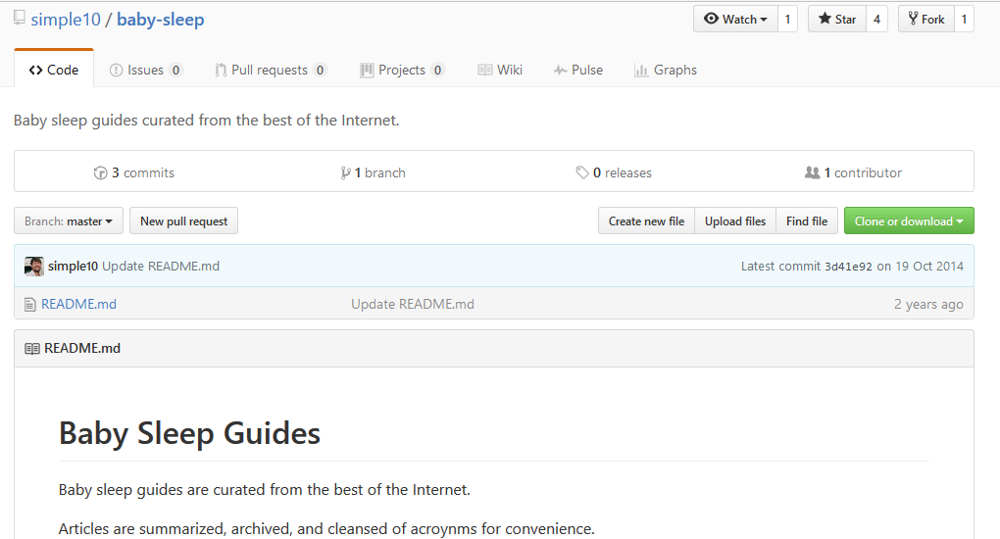 simple10 / baby-sleep Watch 1 Star 4 Fork 1
Code Issues 0 Pull requests 0 Projects 0 Wiki Pulse Graphs
Baby sleep guides curated from the best of the Internet.
3 commits 1 branch 0 releases 1 contributor
Branch: master New pull request Create new file Upload files Find file Clone or download
simple10 Update README.md Latest commit 3d41e92 on 19 Oct 2014
README.md Update README.md 2 years ago
README.md
Baby Sleep Guides
Baby sleep guides are curated from the best of the Internet.
Articles are summarized, archived, and cleansed of acroynms for convenience.